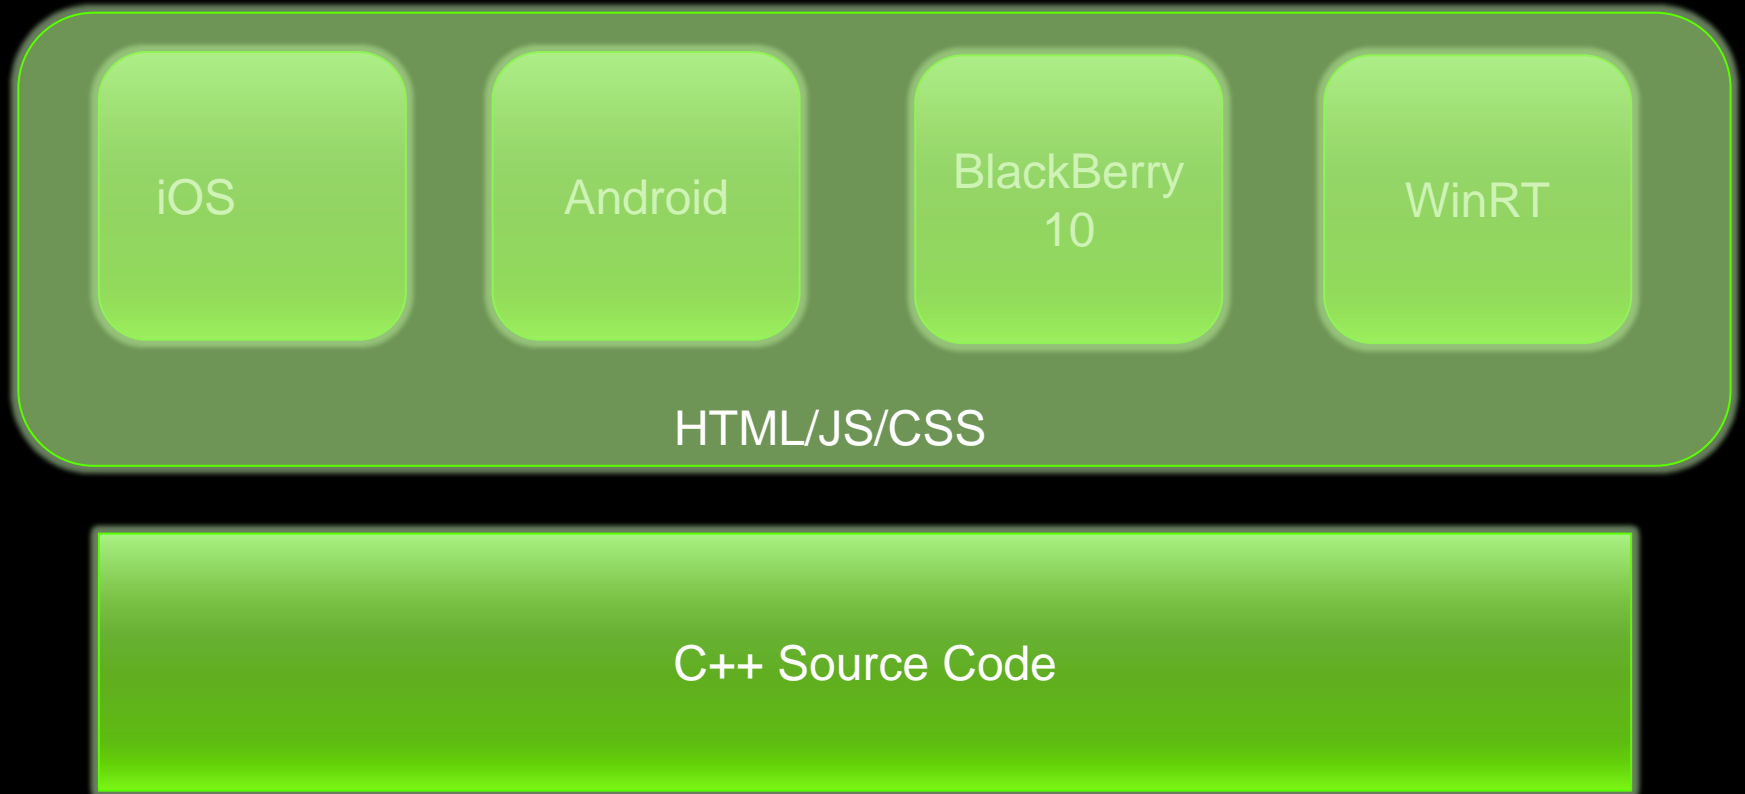 iOS
Android
BlackBerry
10
WinRT
HTML/JS/CSS
C++ Source Code